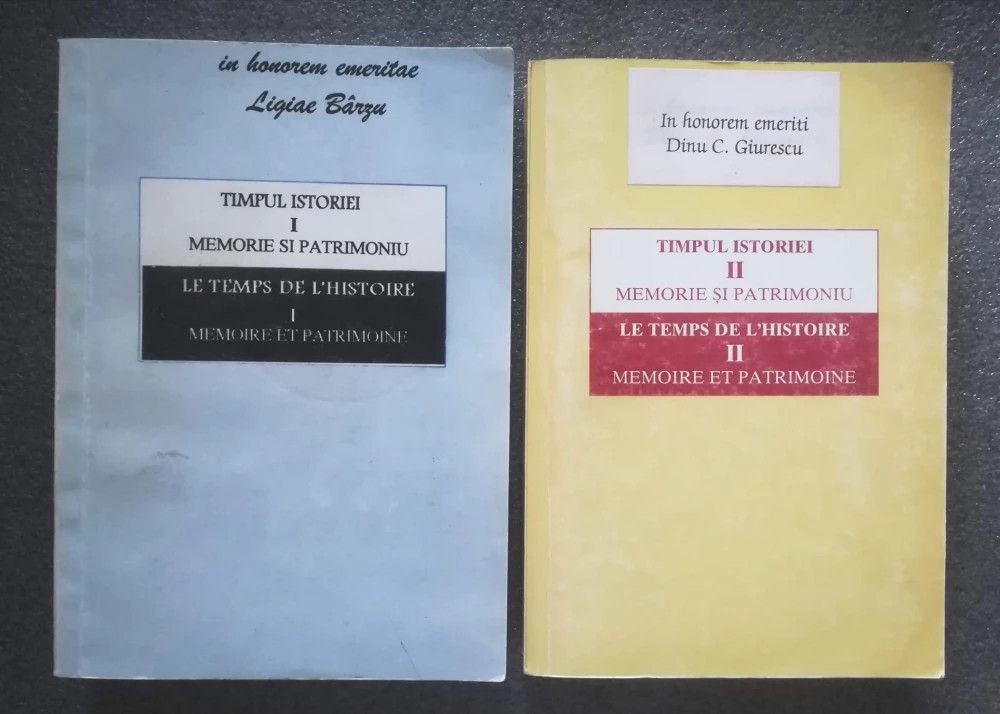 in honorem emeritae
Ligiae Bârzu
TIMPUL ISTORIEI
I
MEMORIE SI PATRIMONIU
LE TEMPS DE L'HISTOIRE
I
MEMOIRE ET PATRIMOINE
In honorem emeriti
Dinu C. Giurescu
TIMPUL ISTORIEI
II
MEMORIE ȘI PATRIMONIU
LE TEMPS DE L'HISTOIRE
II
MEMOIRE ET PATRIMOINE